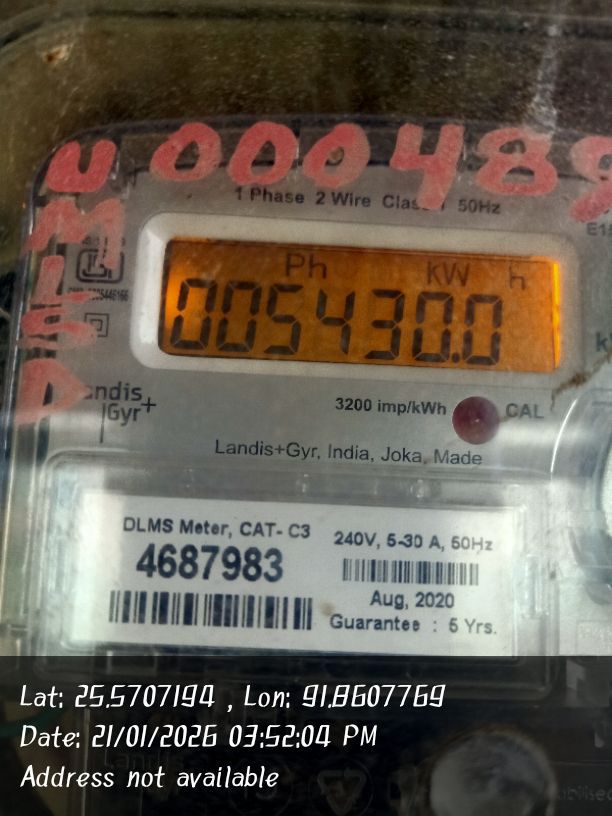 U 000489
M
L
E
D
1 Phase 2 Wire Class 1 50Hz
Ph kW h
005430.0
Landis
Gyr+
3200 imp/kWh CAL
Landis+Gyr, India, Joka, Made
DLMS Meter, CAT- C3
4687983
240V, 5-30 A, 50Hz
Aug, 2020
Guarantee : 5 Yrs.
Lat: 25.5707194 , Lon: 91.8607769
Date: 21/01/2026 03:52:04 PM
Address not available